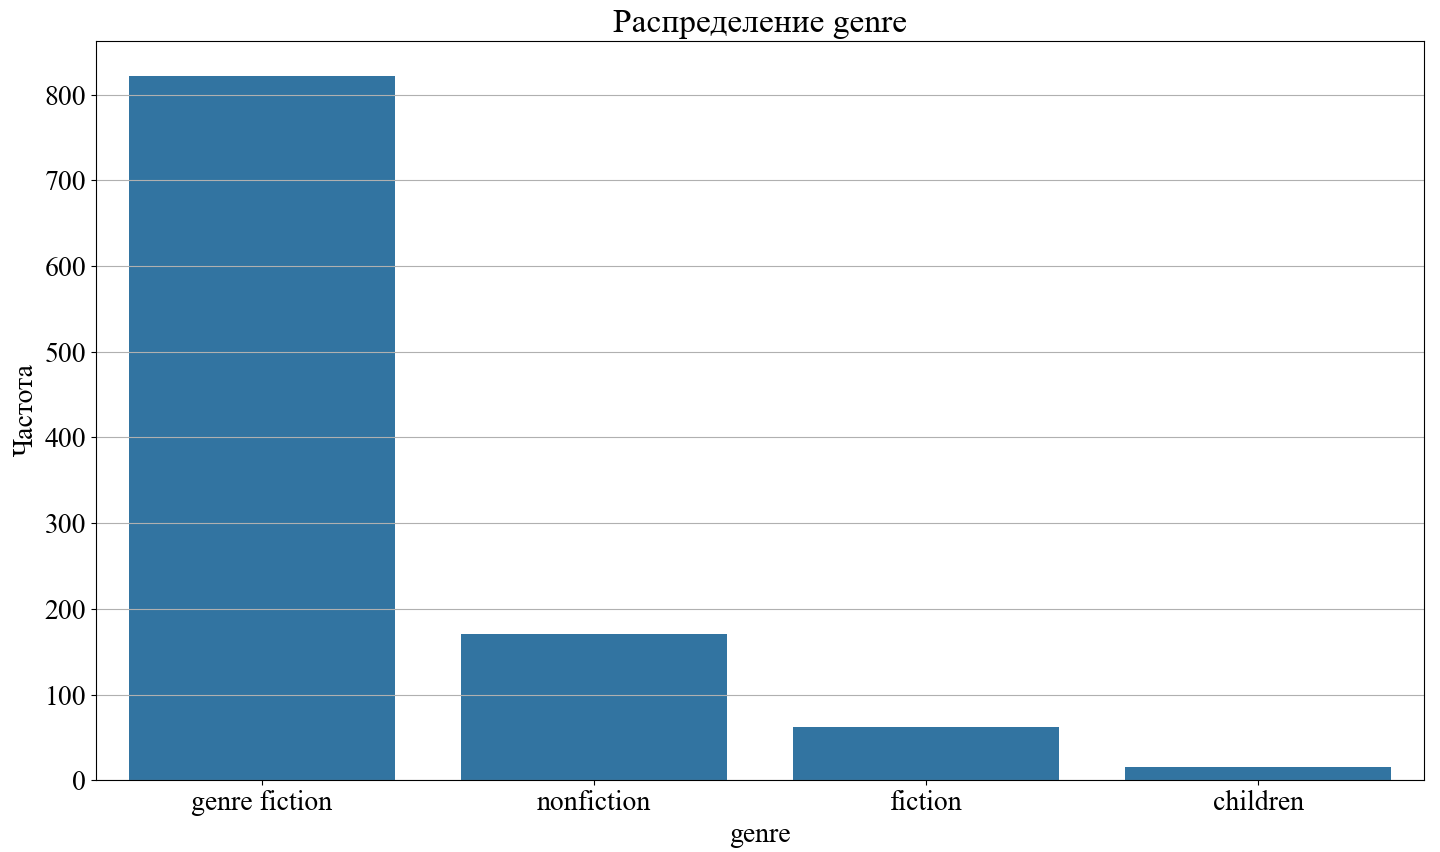 Распределение genre
800
700
600
500
400
300
200
100
0
Частота
genre fiction
nonfiction
fiction
children
genre